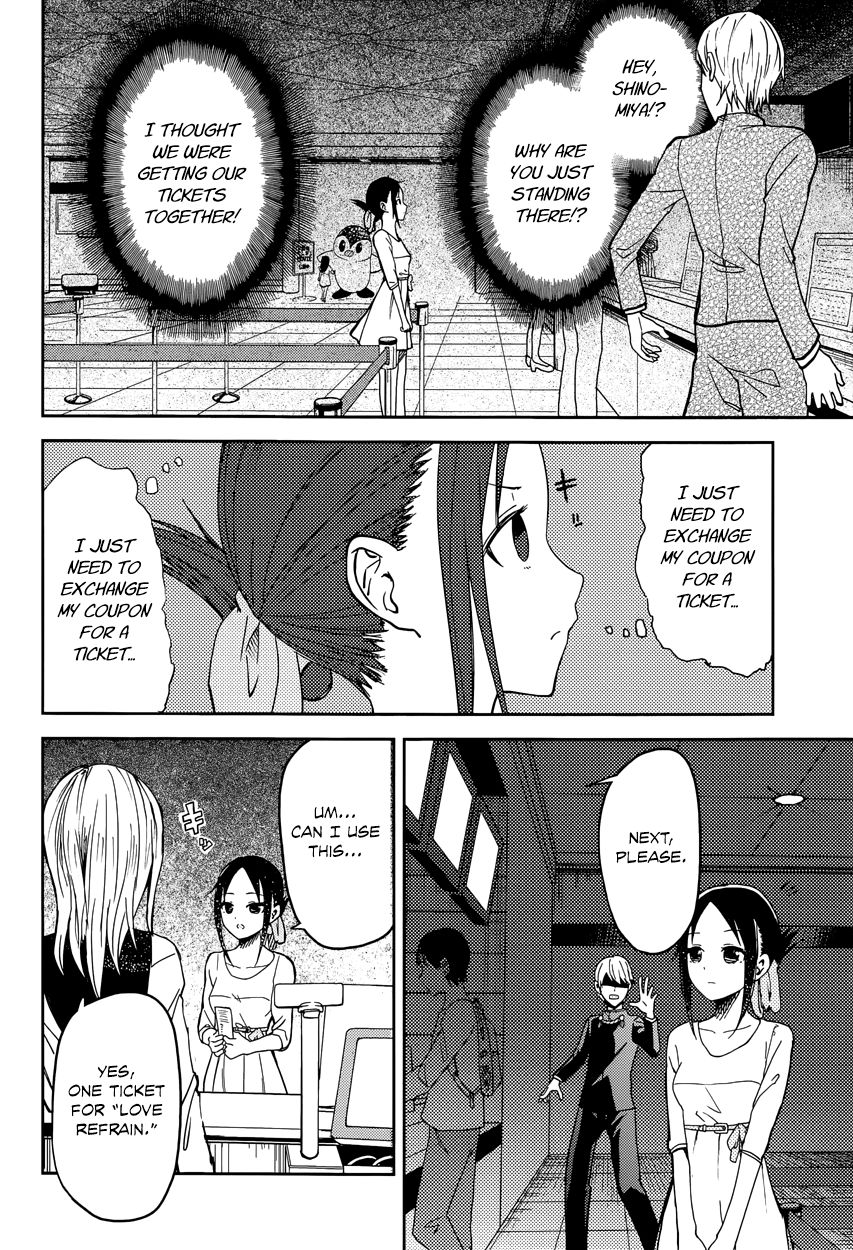 HEY,
SHINO-
MIYA!?
WHY ARE
YOU JUST
STANDING
THERE!?
I THOUGHT
WE WERE
GETTING OUR
TICKETS
TOGETHER!
I JUST
NEED TO
EXCHANGE
MY COUPON
FOR A
TICKET...
I JUST
NEED TO
EXCHANGE
MY COUPON
FOR A
TICKET...
NEXT,
PLEASE.
UM...
CAN I USE
THIS...
YES,
ONE TICKET
FOR "LOVE
REFRAIN."